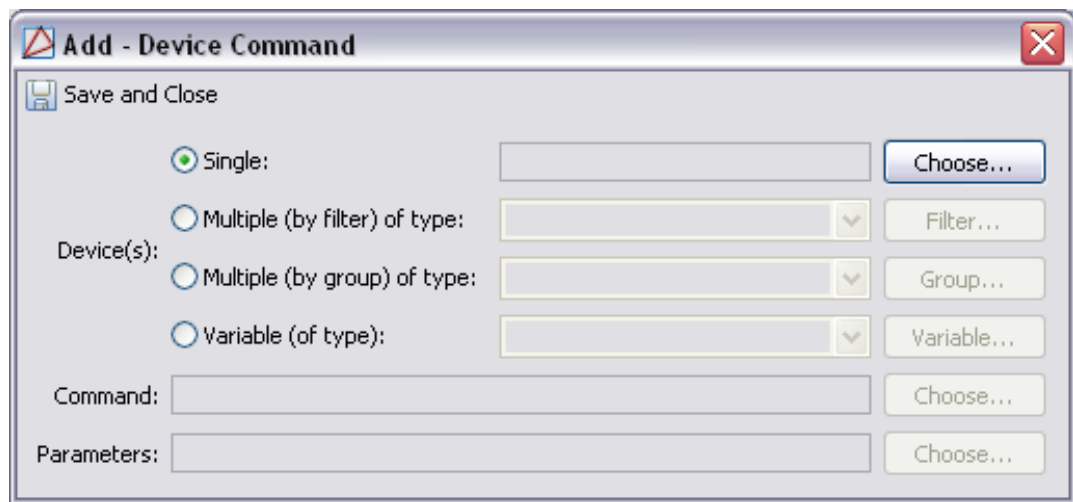 Add - Device Command
Save and Close
Device(s):
Single: Choose...
Multiple (by filter) of type: Filter...
Multiple (by group) of type: Group...
Variable (of type): Variable...
Command: Choose...
Parameters: Choose...